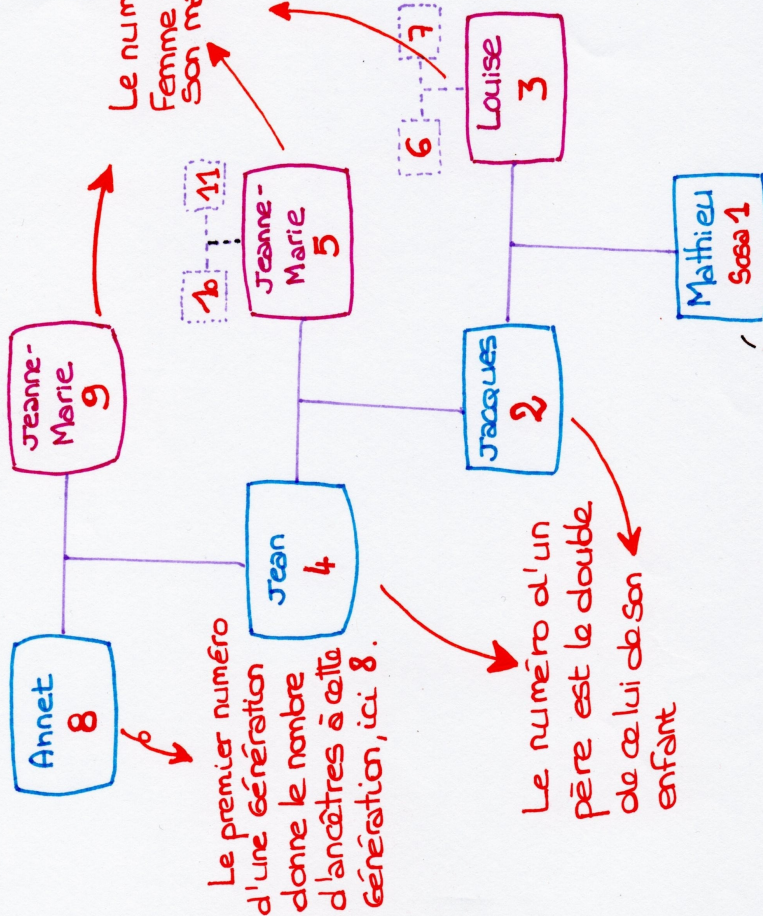 Annet
8
Jeanne-
Marie
9
Le premier numéro
d'une génération
donne le nombre
d'ancêtres à cette
génération, ici 8.
Jean
4
10
11
Jeanne-
Marie
5
Le
Femme
Son
Le numéro d'un
père est le double
de celui de son
enfant
Jacques
2
6
7
Louise
3
Mathieu
Sosa 1